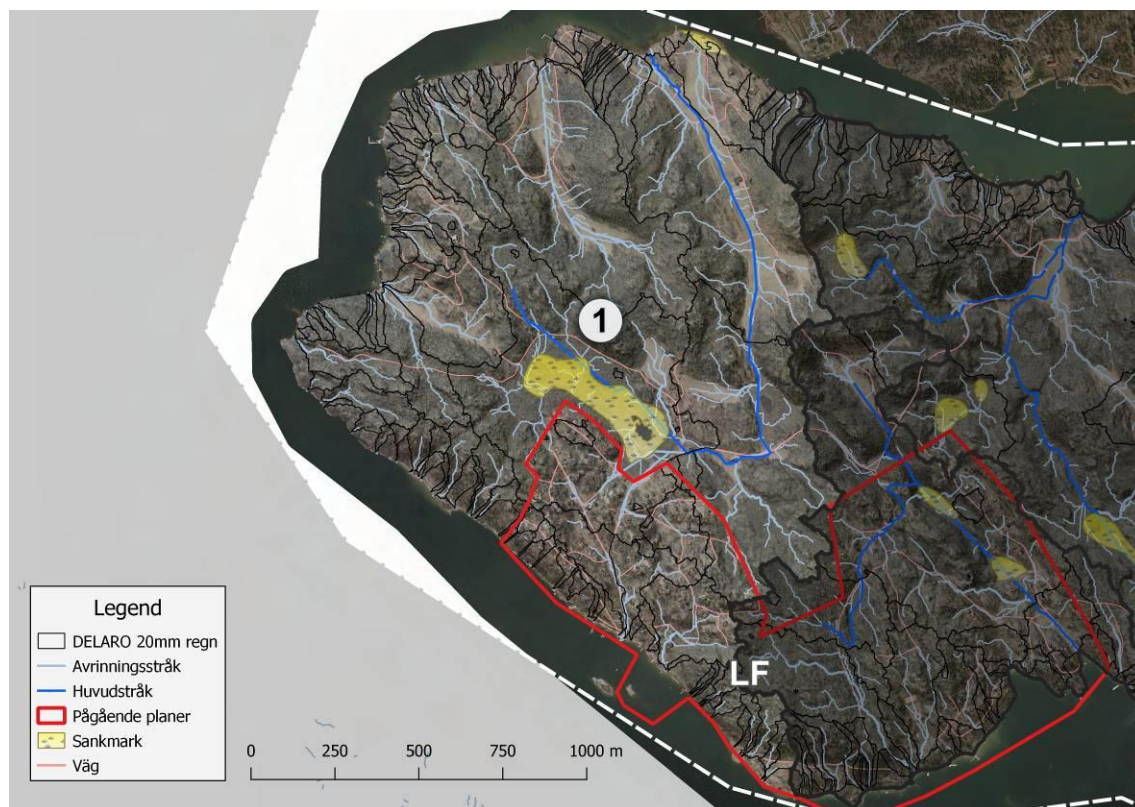 1
LF
Legend
DELARO 20mm regn
Avrinningsstråk
Huvudstråk
Pågående planer
Sankmark
Väg
0 250 500 750 1000 m